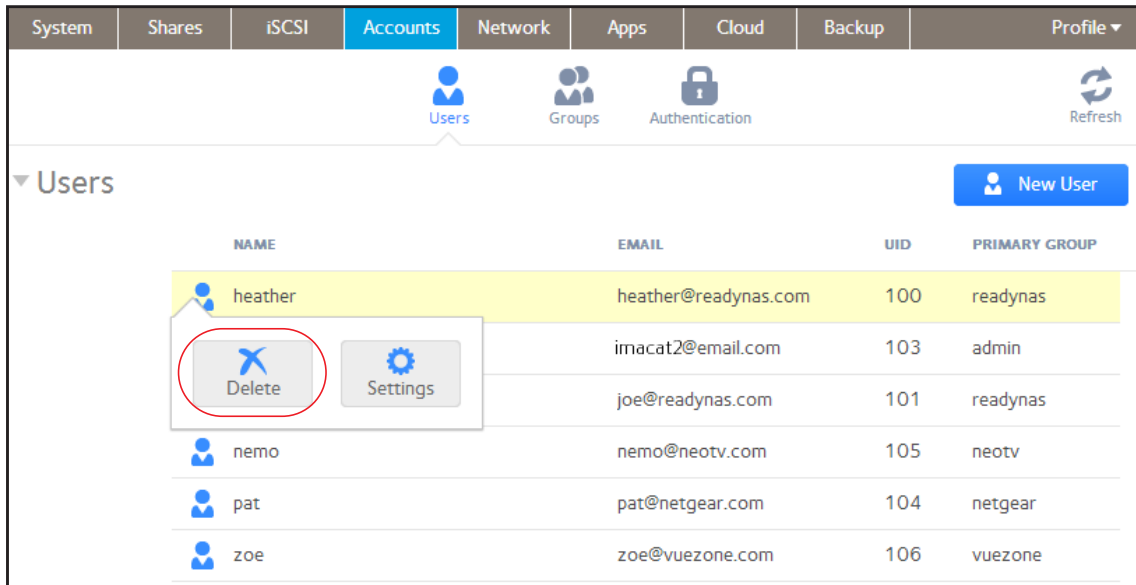 System Shares iSCSI Accounts Network Apps Cloud Backup Profile
Users Groups Authentication Refresh
Users New User
NAME EMAIL UID PRIMARY GROUP
heather heather@readynas.com 100 readynas
imacat2@email.com 103 admin
Delete Settings
joe@readynas.com 101 readynas
nemo nemo@neotv.com 105 neotv
pat pat@netgear.com 104 netgear
zoe zoe@vuezone.com 106 vuezone